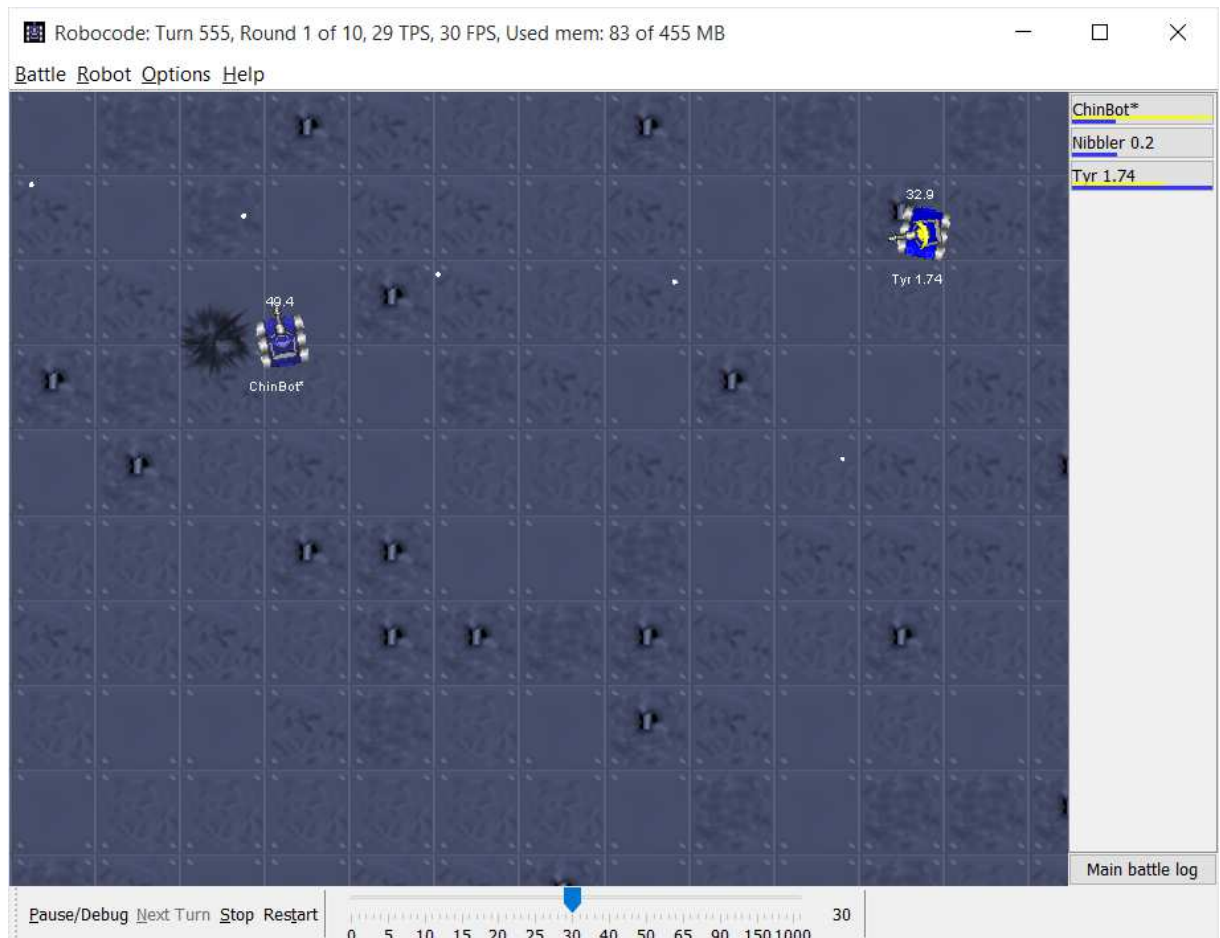 Robocode: Turn 555, Round 1 of 10, 29 TPS, 30 FPS, Used mem: 83 of 455 MB
Battle Robot Options Help
ChinBot*
Nibbler 0.2
Tyr 1.74
32.9
Tyr 1.74
49.4
ChinBot*
Main battle log
Pause/Debug Next Turn Stop Restart
30
0 5 10 15 20 25 30 40 50 65 90 150 1000